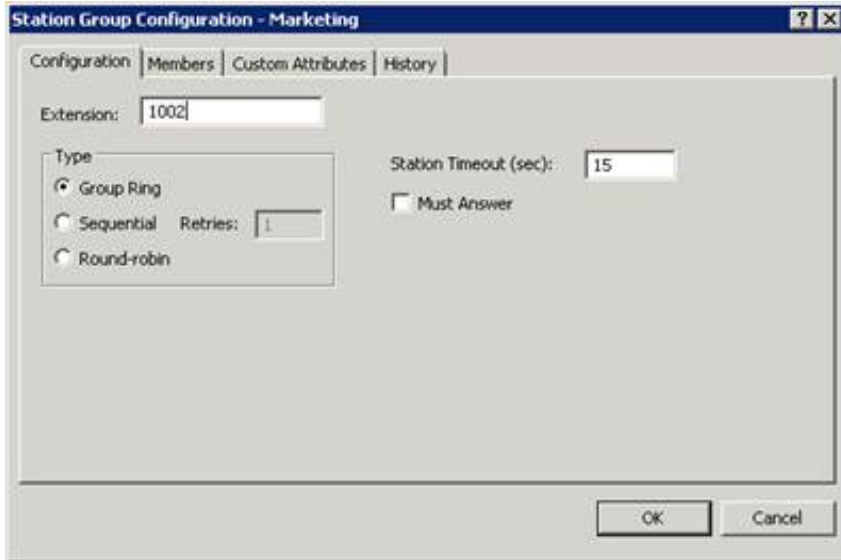 Station Group Configuration - Marketing
Configuration Members Custom Attributes History
Extension: 1002
Type
Group Ring
Sequential Retries: 1
Round-robin
Station Timeout (sec): 15
Must Answer
OK Cancel